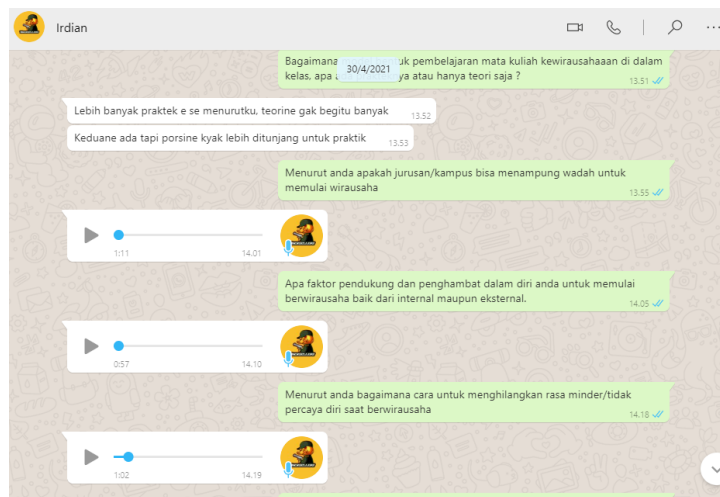 Irdian
Bagaimana uk pembelajaran mata kuliah kewirausahaaan di dalam
30/4/2021
kelas, apa ya atau hanya teori saja ?
13.51
Lebih banyak praktek e se menurutku, teorine gak begitu banyak
13.52
Keduane ada tapi porsine kyak lebih ditunjang untuk praktik
13.53
Menurut anda apakah jurusan/kampus bisa menampung wadah untuk
memulai wirausaha
13.55
1:11
14.01
Apa faktor pendukung dan penghambat dalam diri anda untuk memulai
berwirausaha baik dari internal maupun eksternal.
14.05
0:57
14.10
Menurut anda bagaimana cara untuk menghilangkan rasa minder/tidak
percaya diri saat berwirausaha
14.18
1:02
14.19